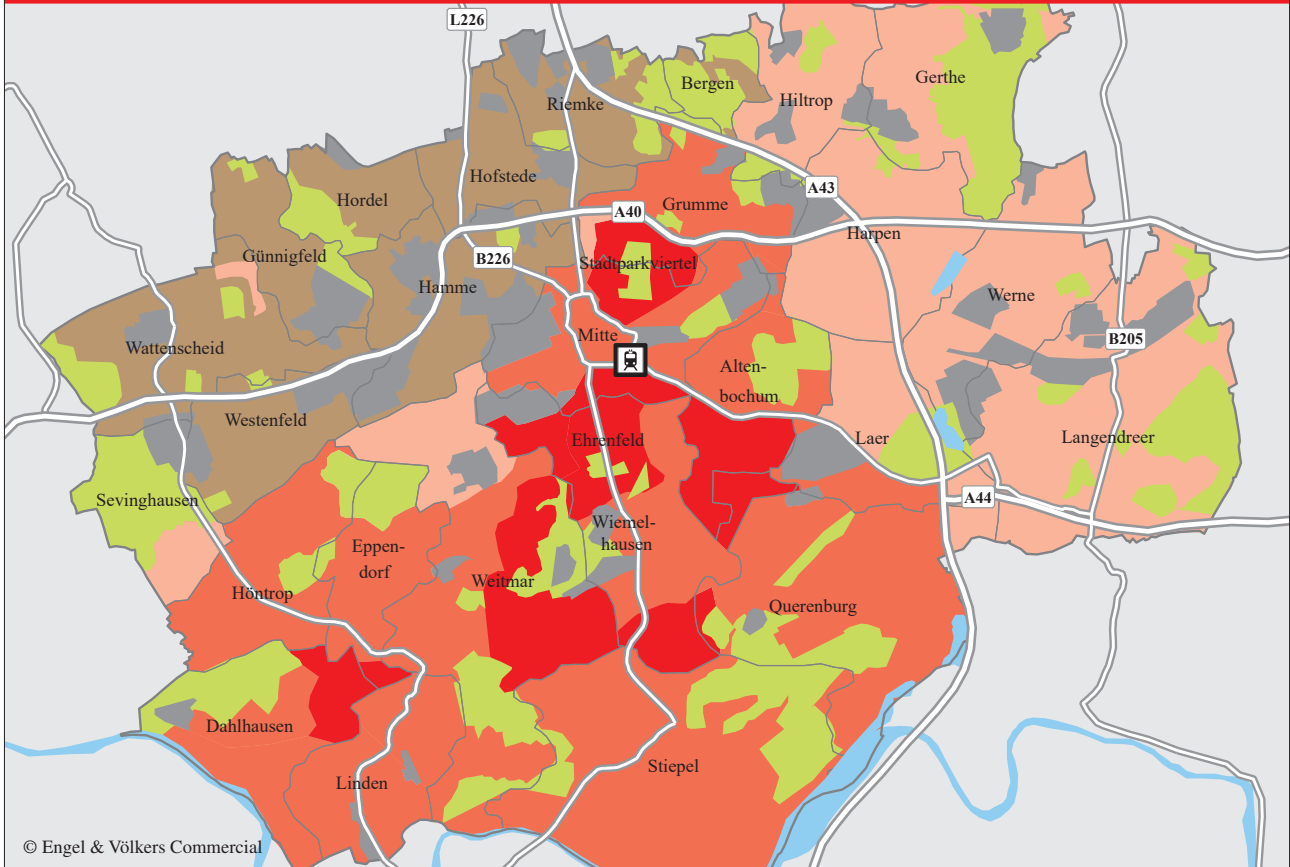 L226
Gerthe
Bergen
Hiltrop
Riemke
Hofstede
A43
Hordel
Grumme
A40
Harpen
Günnigfeld
B226
Stadtparkviertel
Hamme
Werne
Mitte
B205
Wattenscheid
Alten-
bochum
Westenfeld
Ehrenfeld
Laer
Langendreer
Sevinghausen
A44
Wiemel-
hausen
Eppen-
dorf
Weitmar
Höntrop
Querenburg
Dahlhausen
Stiepel
Linden
© Engel & Völkers Commercial